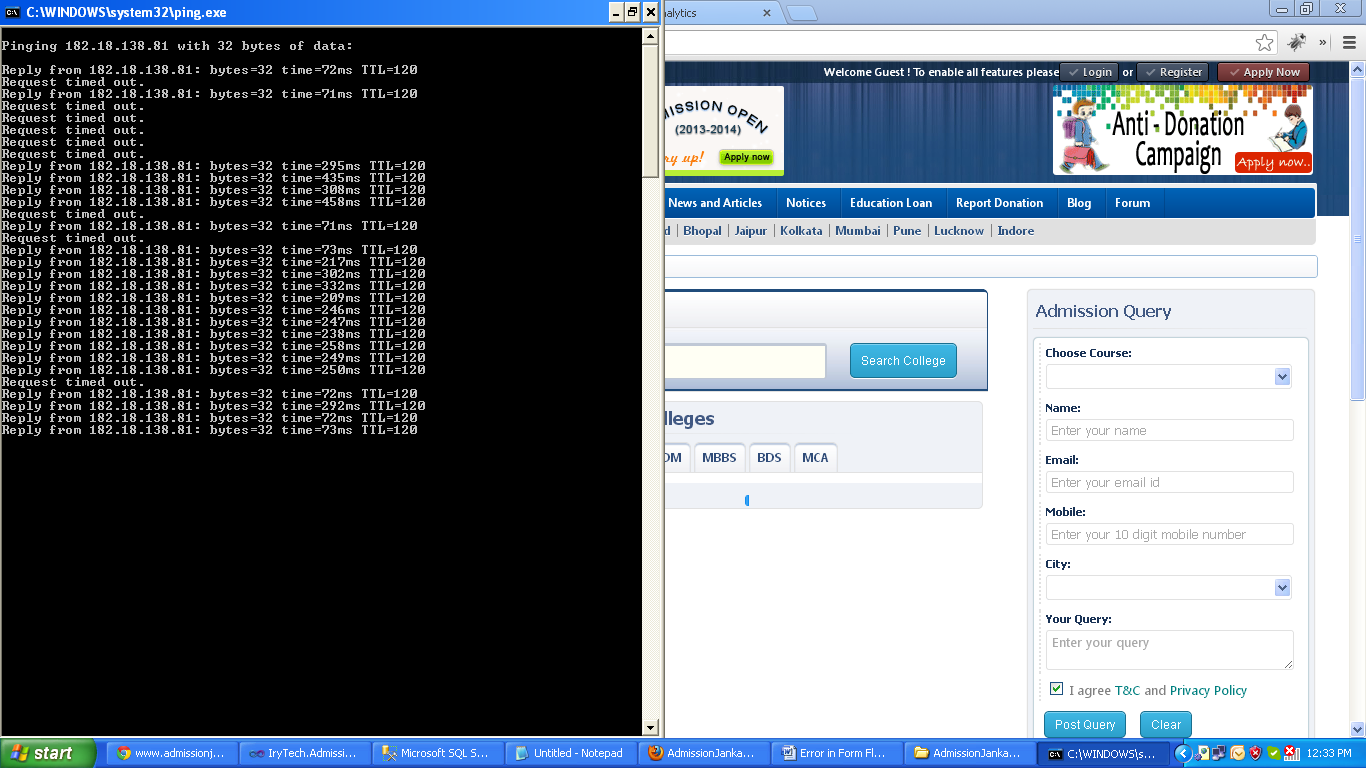 C:\WINDOWS\system32\ping.exe
Pinging 182.18.138.81 with 32 bytes of data:
Reply from 182.18.138.81: bytes=32 time=72ms TTL=120
Request timed out.
Reply from 182.18.138.81: bytes=32 time=71ms TTL=120
Request timed out.
Request timed out.
Request timed out.
Request timed out.
Request timed out.
Reply from 182.18.138.81: bytes=32 time=295ms TTL=120
Reply from 182.18.138.81: bytes=32 time=435ms TTL=120
Reply from 182.18.138.81: bytes=32 time=308ms TTL=120
Reply from 182.18.138.81: bytes=32 time=458ms TTL=120
Request timed out.
Reply from 182.18.138.81: bytes=32 time=71ms TTL=120
Request timed out.
Reply from 182.18.138.81: bytes=32 time=73ms TTL=120
Reply from 182.18.138.81: bytes=32 time=217ms TTL=120
Reply from 182.18.138.81: bytes=32 time=302ms TTL=120
Reply from 182.18.138.81: bytes=32 time=332ms TTL=120
Reply from 182.18.138.81: bytes=32 time=209ms TTL=120
Reply from 182.18.138.81: bytes=32 time=246ms TTL=120
Reply from 182.18.138.81: bytes=32 time=247ms TTL=120
Reply from 182.18.138.81: bytes=32 time=238ms TTL=120
Reply from 182.18.138.81: bytes=32 time=258ms TTL=120
Reply from 182.18.138.81: bytes=32 time=249ms TTL=120
Reply from 182.18.138.81: bytes=32 time=250ms TTL=120
Request timed out.
Reply from 182.18.138.81: bytes=32 time=72ms TTL=120
Reply from 182.18.138.81: bytes=32 time=292ms TTL=120
Reply from 182.18.138.81: bytes=32 time=72ms TTL=120
Reply from 182.18.138.81: bytes=32 time=73ms TTL=120
nalytics
Welcome Guest ! To enable all features please Login or Register Apply Now
MISSION OPEN
(2013-2014)
ry up! Apply now
Anti - Donation
Campaign
Apply now..
News and Articles Notices Education Loan Report Donation Blog Forum
d | Bhopal | Jaipur | Kolkata | Mumbai | Pune | Lucknow | Indore
Search College
lleges
DM MBBS BDS MCA
Admission Query
Choose Course:
Name:
Enter your name
Email:
Enter your email id
Mobile:
Enter your 10 digit mobile number
City:
Your Query:
Enter your query
I agree T&C and Privacy Policy
Post Query Clear
start www.admissionj... IryTech.Admissi... Microsoft SQL S... Untitled - Notepad AdmissionJanka... Error in Form Fl... AdmissionJanka... C:\WINDOWS\s... 12:33 PM